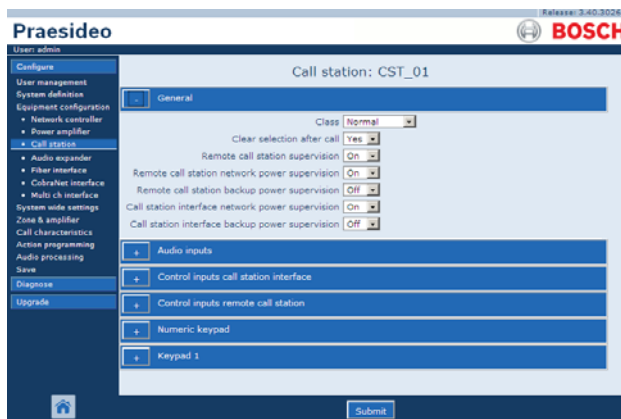 Release: 3.40.3026
Praesideo
BOSCH
User: admin
Configure
User management
System definition
Equipment configuration
• Network controller
• Power amplifier
• Call station
• Audio expander
• Fiber interface
• CobraNet interface
• Multi ch interface
System wide settings
Zone & amplifier
Call characteristics
Action programming
Audio processing
Save
Diagnose
Upgrade
Call station: CST_01
- General
Class Normal
Clear selection after call Yes
Remote call station supervision On
Remote call station network power supervision On
Remote call station backup power supervision Off
Call station interface network power supervision On
Call station interface backup power supervision Off
+ Audio inputs
+ Control inputs call station interface
+ Control inputs remote call station
+ Numeric keypad
+ Keypad 1
Submit